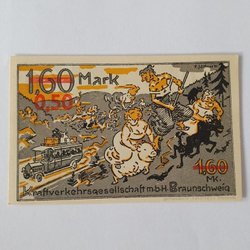 1,60 Mark
0,50
1.60
MK.
Kraftverkehrsgesellschaft m.b.H. Braunschweig